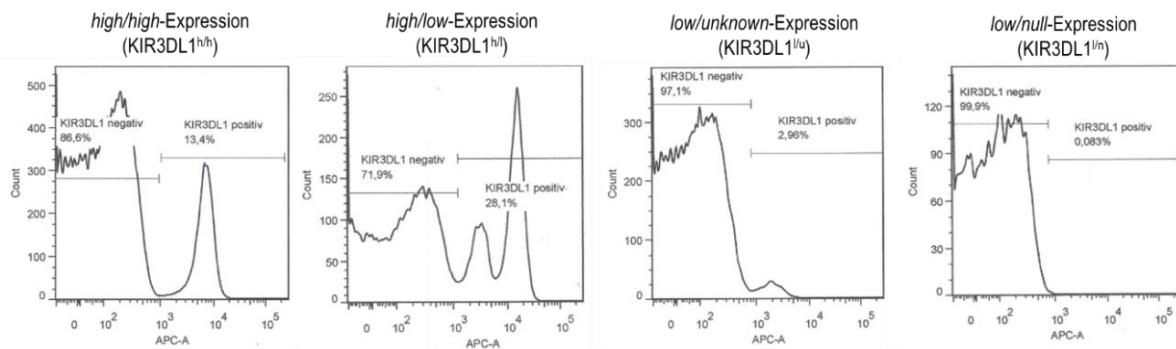 high/high-Expression
(KIR3DL1h/h)
500
400
300
200
100
0
Count
KIR3DL1 negativ
86,6%
KIR3DL1 positiv
13,4%
0 10² 10³ 10⁴ 10⁵
APC-A
high/low-Expression
(KIR3DL1h/l)
250
200
150
100
50
0
Count
KIR3DL1 negativ
71,9%
KIR3DL1 positiv
28,1%
0 10² 10³ 10⁴ 10⁵
APC-A
low/unknown-Expression
(KIR3DL1l/u)
300
200
100
0
Count
KIR3DL1 negativ
97,1%
KIR3DL1 positiv
2,96%
0 10² 10³ 10⁴ 10⁵
APC-A
low/null-Expression
(KIR3DL1l/n)
120
90
60
30
0
Count
KIR3DL1 negativ
99,9%
KIR3DL1 positiv
0,083%
0 10² 10³ 10⁴ 10⁵
APC-A